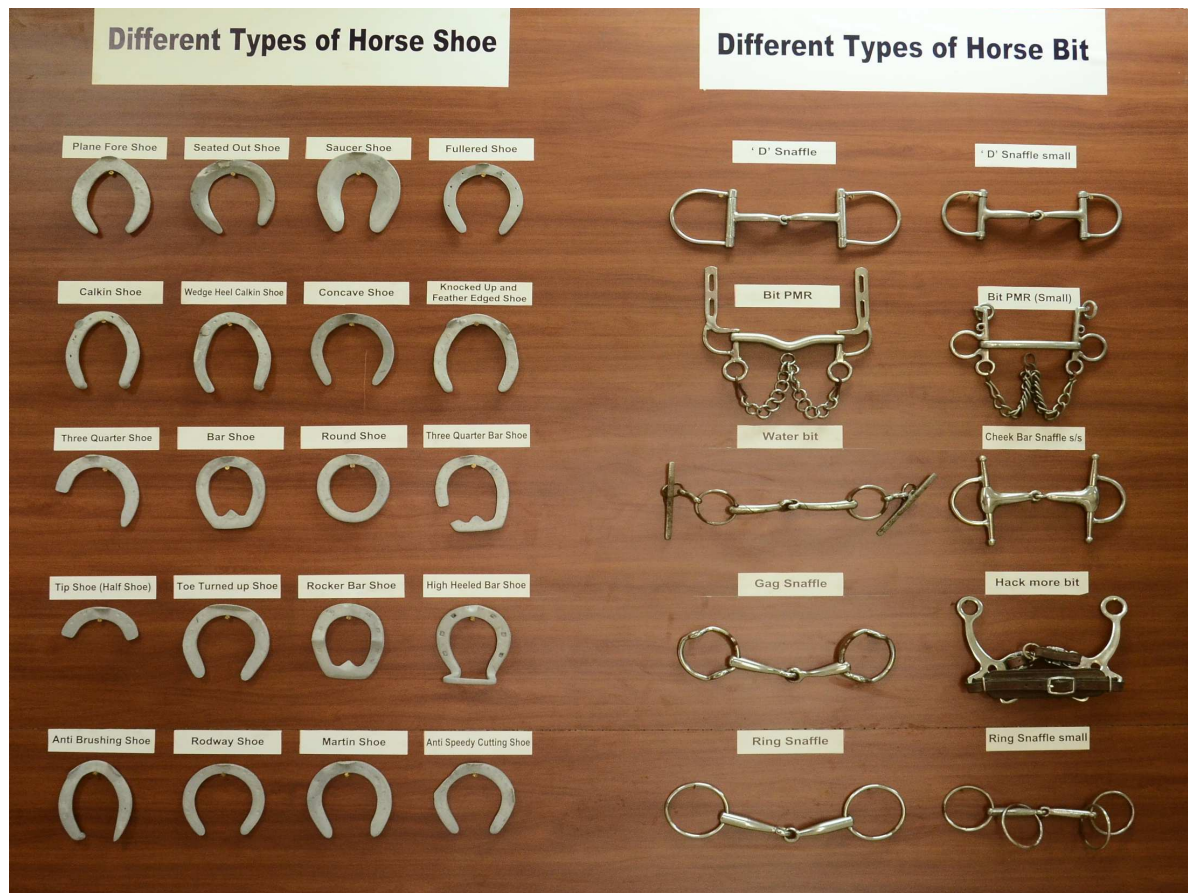 Different Types of Horse Shoe
Plane Fore Shoe
Seated Out Shoe
Saucer Shoe
Fullered Shoe
Calkin Shoe
Wedge Heel Calkin Shoe
Concave Shoe
Knocked Up and
Feather Edged Shoe
Three Quarter Shoe
Bar Shoe
Round Shoe
Three Quarter Bar Shoe
Tip Shoe (Half Shoe)
Toe Turned up Shoe
Rocker Bar Shoe
High Heeled Bar Shoe
Anti Brushing Shoe
Rodway Shoe
Martin Shoe
Anti Speedy Cutting Shoe
Different Types of Horse Bit
' D' Snaffle
' D' Snaffle small
Bit PMR
Bit PMR (Small)
Water bit
Cheek Bar Snaffle s/s
Gag Snaffle
Hack more bit
Ring Snaffle
Ring Snaffle small